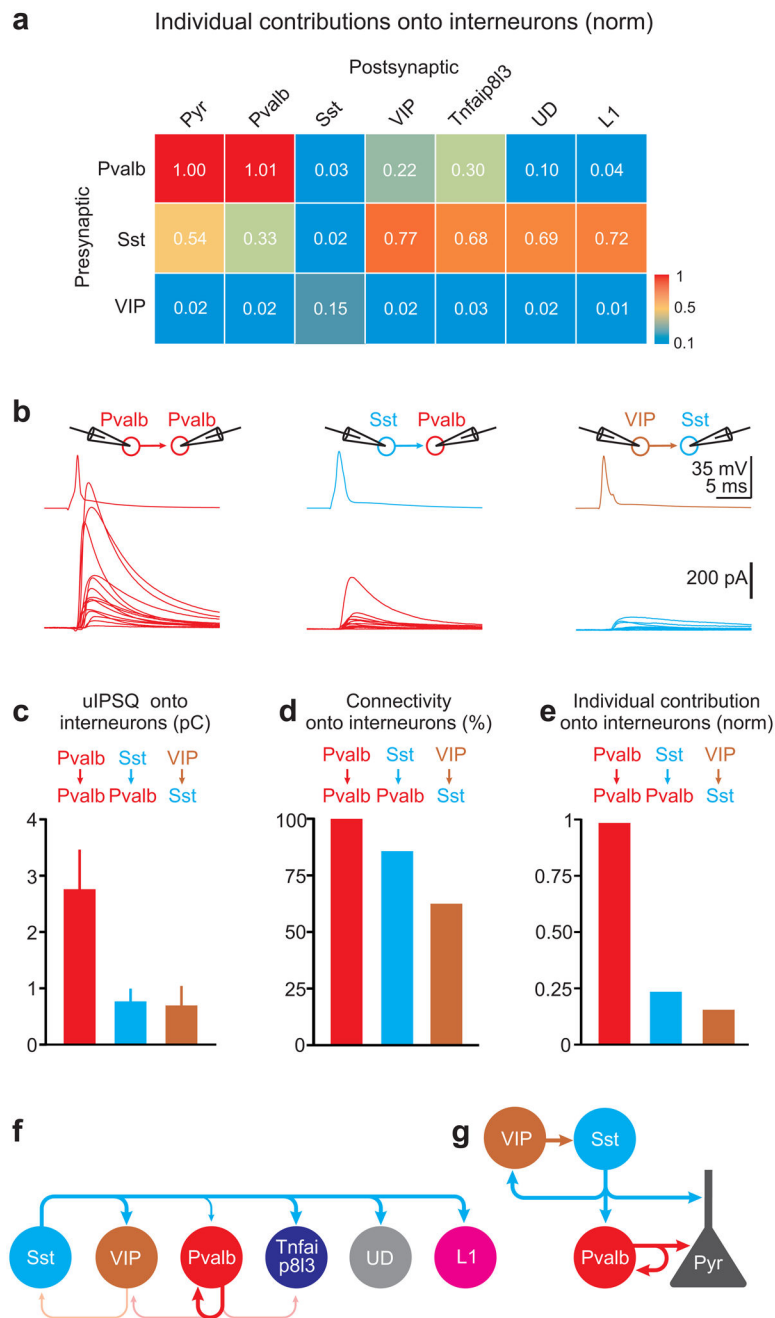 a Individual contributions onto interneurons (norm)
Postsynaptic
Pyr Pvalb Sst VIP Tnfaip8l3 UD L1
Presynaptic
Pvalb 1.00 1.01 0.03 0.22 0.30 0.10 0.04
Sst 0.54 0.33 0.02 0.77 0.68 0.69 0.72
VIP 0.02 0.02 0.15 0.02 0.03 0.02 0.01
1
0.5
0.1
b
Pvalb Pvalb Sst Pvalb VIP Sst
35 mV
5 ms
200 pA
c uIPSQ onto
interneurons (pC)
Pvalb Sst VIP
Pvalb Pvalb Sst
4
3
2
1
0
d Connectivity
onto interneurons (%)
Pvalb Sst VIP
Pvalb Pvalb Sst
100
75
50
25
0
e Individual contribution
onto interneurons (norm)
Pvalb Sst VIP
Pvalb Pvalb Sst
1
0.75
0.50
0.25
0
f
Sst VIP Pvalb Tnfai
p8l3 UD L1
g
VIP Sst
Pvalb Pyr